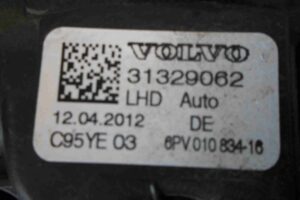 VOLVO
31329062
LHD Auto
12.04.2012 DE
C95YE 03 6PV 010 834-16